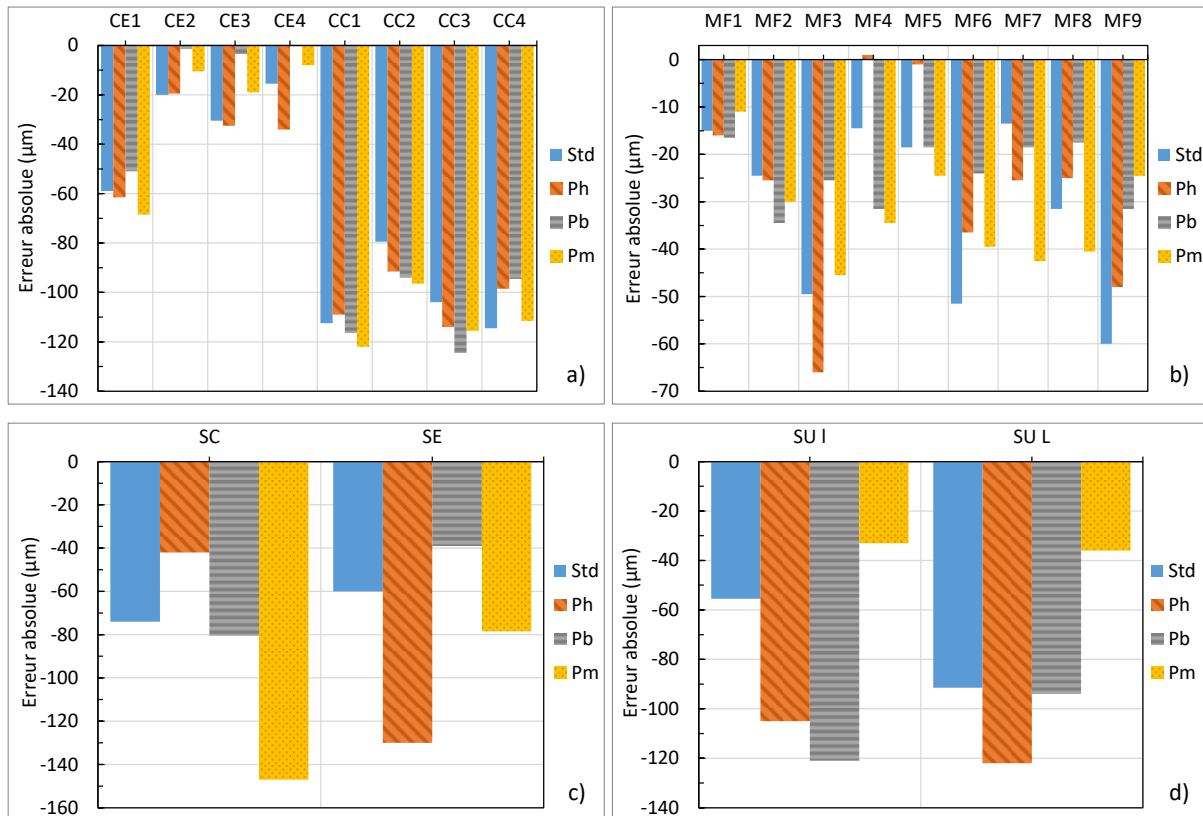 CE1 CE2 CE3 CE4 CC1 CC2 CC3 CC4
0
-20
-40
-60
-80
-100
-120
-140
Erreur absolue (µm)
Std
Ph
Pb
Pm
a)
MF1 MF2 MF3 MF4 MF5 MF6 MF7 MF8 MF9
0
-10
-20
-30
-40
-50
-60
-70
Erreur absolue (µm)
Std
Ph
Pb
Pm
b)
SC SE
0
-20
-40
-60
-80
-100
-120
-140
-160
Erreur absolue (µm)
Std
Ph
Pb
Pm
c)
SU l SU L
0
-20
-40
-60
-80
-100
-120
-140
Erreur absolue (µm)
Std
Ph
Pb
Pm
d)